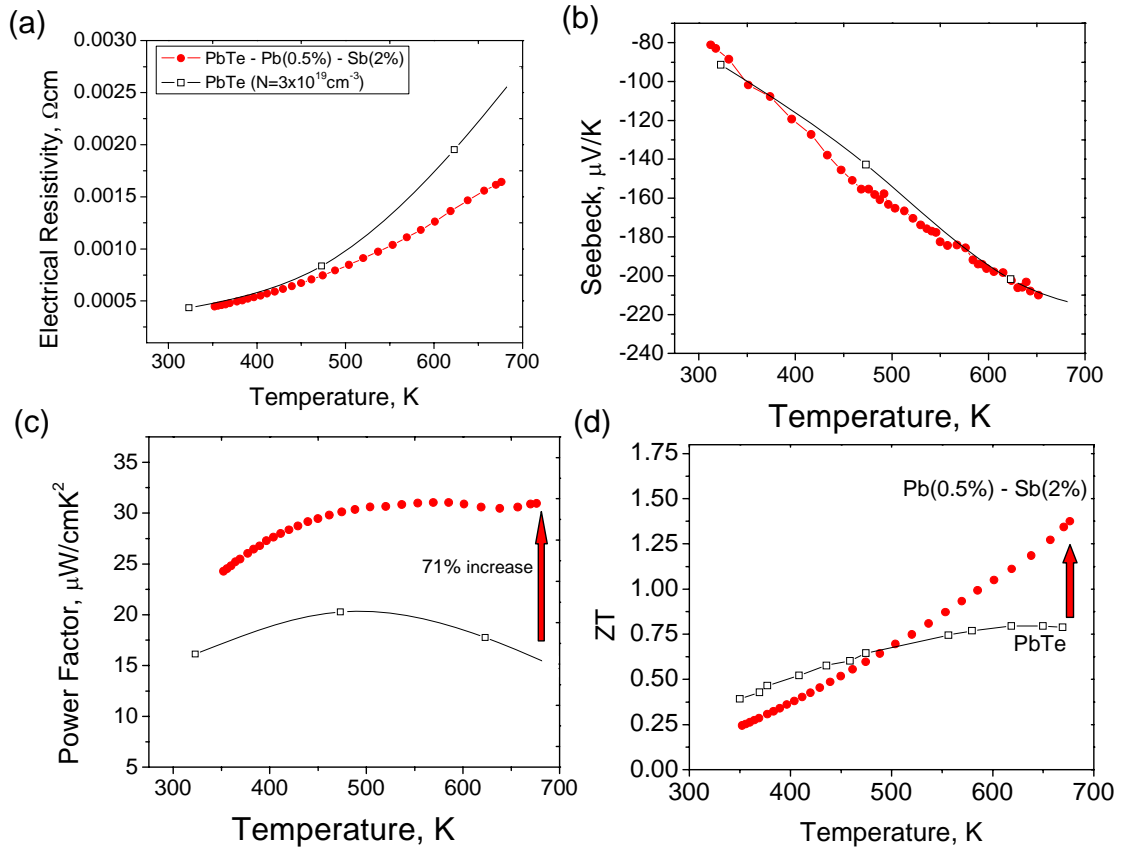 (a)
0.0030
0.0025
0.0020
0.0015
0.0010
0.0005
Electrical Resistivity, Ωcm
PbTe - Pb(0.5%) - Sb(2%)
PbTe (N=3x10¹⁹cm⁻³)
300 400 500 600 700
Temperature, K
(b)
-80
-100
-120
-140
-160
-180
-200
-220
-240
Seebeck, μV/K
300 400 500 600 700
Temperature, K
(c)
35
30
25
20
15
10
5
Power Factor, μW/cmK²
71% increase
200 300 400 500 600 700
Temperature, K
(d)
1.75
1.50
1.25
1.00
0.75
0.50
0.25
0.00
ZT
Pb(0.5%) - Sb(2%)
PbTe
300 400 500 600 700
Temperature, K